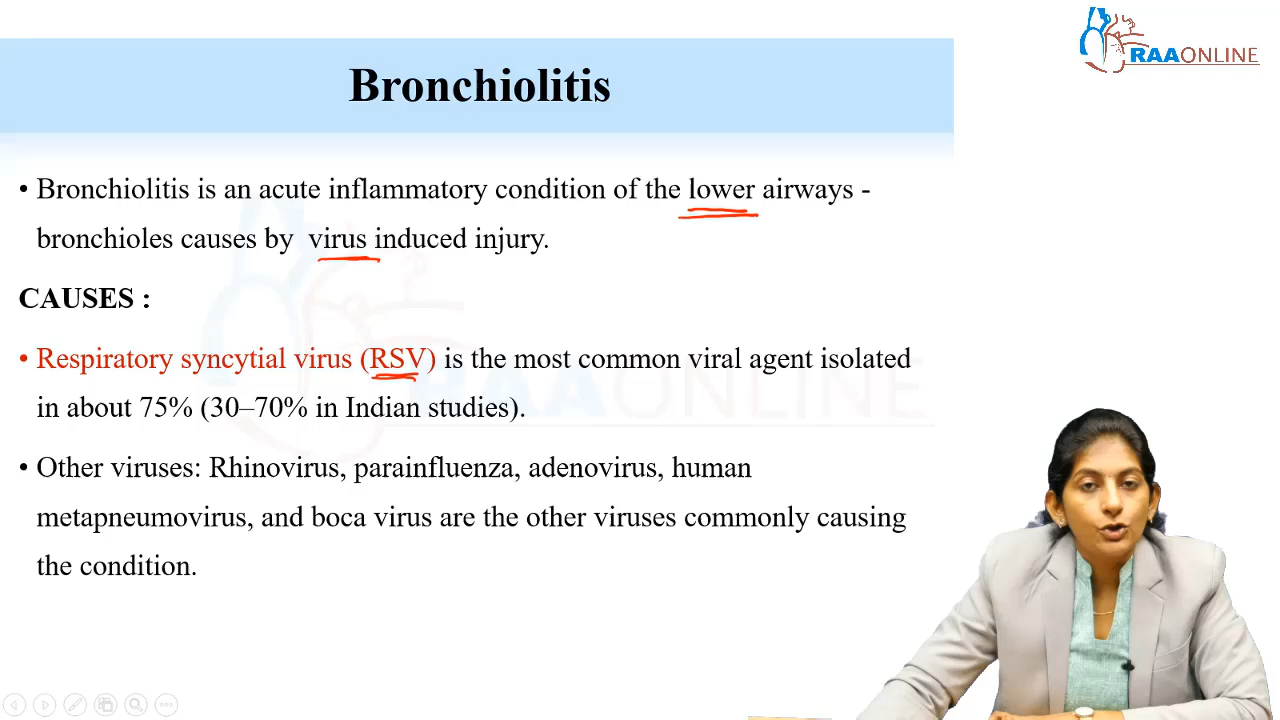 RAAONLINE
Bronchiolitis
• Bronchiolitis is an acute inflammatory condition of the lower airways -
bronchioles causes by virus induced injury.
CAUSES :
• Respiratory syncytial virus (RSV) is the most common viral agent isolated
in about 75% (30–70% in Indian studies).
• Other viruses: Rhinovirus, parainfluenza, adenovirus, human
metapneumovirus, and boca virus are the other viruses commonly causing
the condition.
RAAONLINE